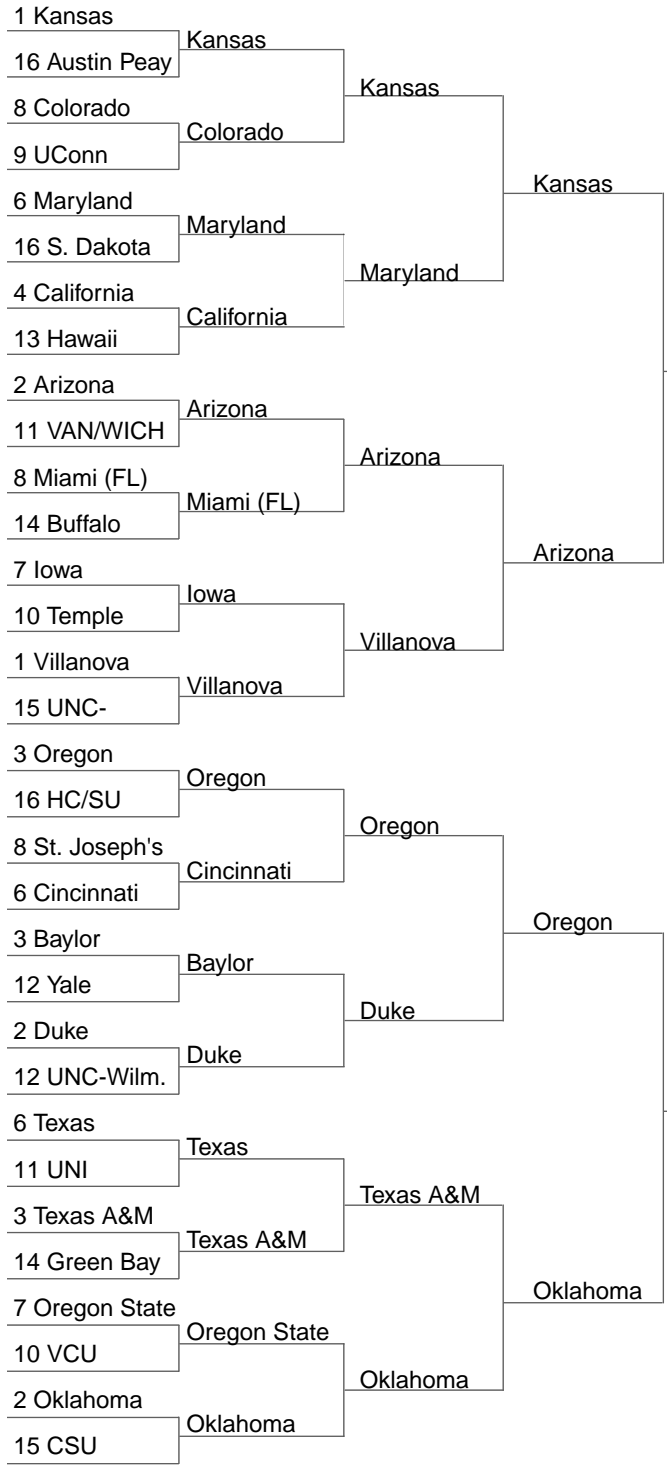 1 Kansas
16 Austin Peay
8 Colorado
9 UConn
6 Maryland
16 S. Dakota
4 California
13 Hawaii
2 Arizona
11 VAN/WICH
8 Miami (FL)
14 Buffalo
7 Iowa
10 Temple
1 Villanova
15 UNC-
3 Oregon
16 HC/SU
8 St. Joseph's
6 Cincinnati
3 Baylor
12 Yale
2 Duke
12 UNC-Wilm.
6 Texas
11 UNI
3 Texas A&M
14 Green Bay
7 Oregon State
10 VCU
2 Oklahoma
15 CSU
Kansas
Colorado
Maryland
California
Arizona
Miami (FL)
Iowa
Villanova
Oregon
Cincinnati
Baylor
Duke
Texas
Texas A&M
Oregon State
Oklahoma
Kansas
Maryland
Arizona
Villanova
Oregon
Duke
Texas A&M
Oklahoma
Kansas
Arizona
Oregon
Oklahoma